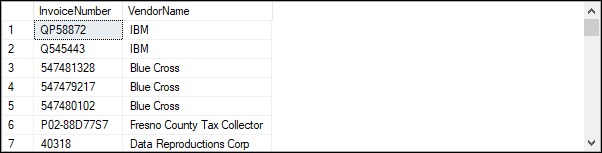 InvoiceNumber VendorName
1 QP58872 IBM
2 Q545443 IBM
3 547481328 Blue Cross
4 547479217 Blue Cross
5 547480102 Blue Cross
6 P02-88D77S7 Fresno County Tax Collector
7 40318 Data Reproductions Corp